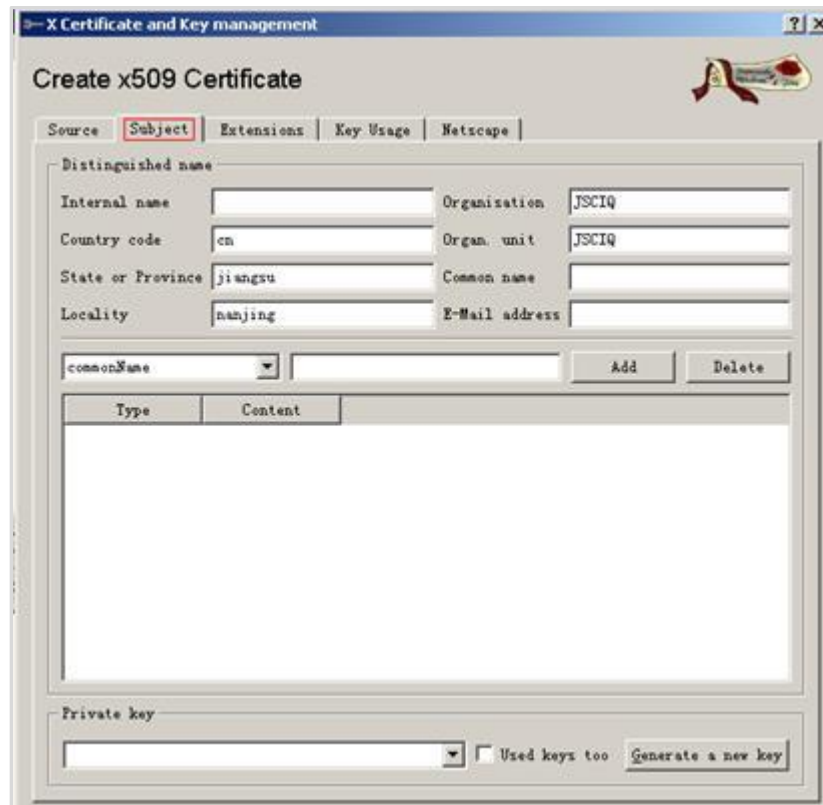 X Certificate and Key management
Create x509 Certificate
Source Subject Extensions Key Usage Netscape
Distinguished name
Internal name Organisation JSCIQ
Country code cn Organ. unit JSCIQ
State or Province jiangsu Common name
Locality nanjing E-Mail address
commonName Add Delete
Type Content
Private key
Used keys too Generate a new key